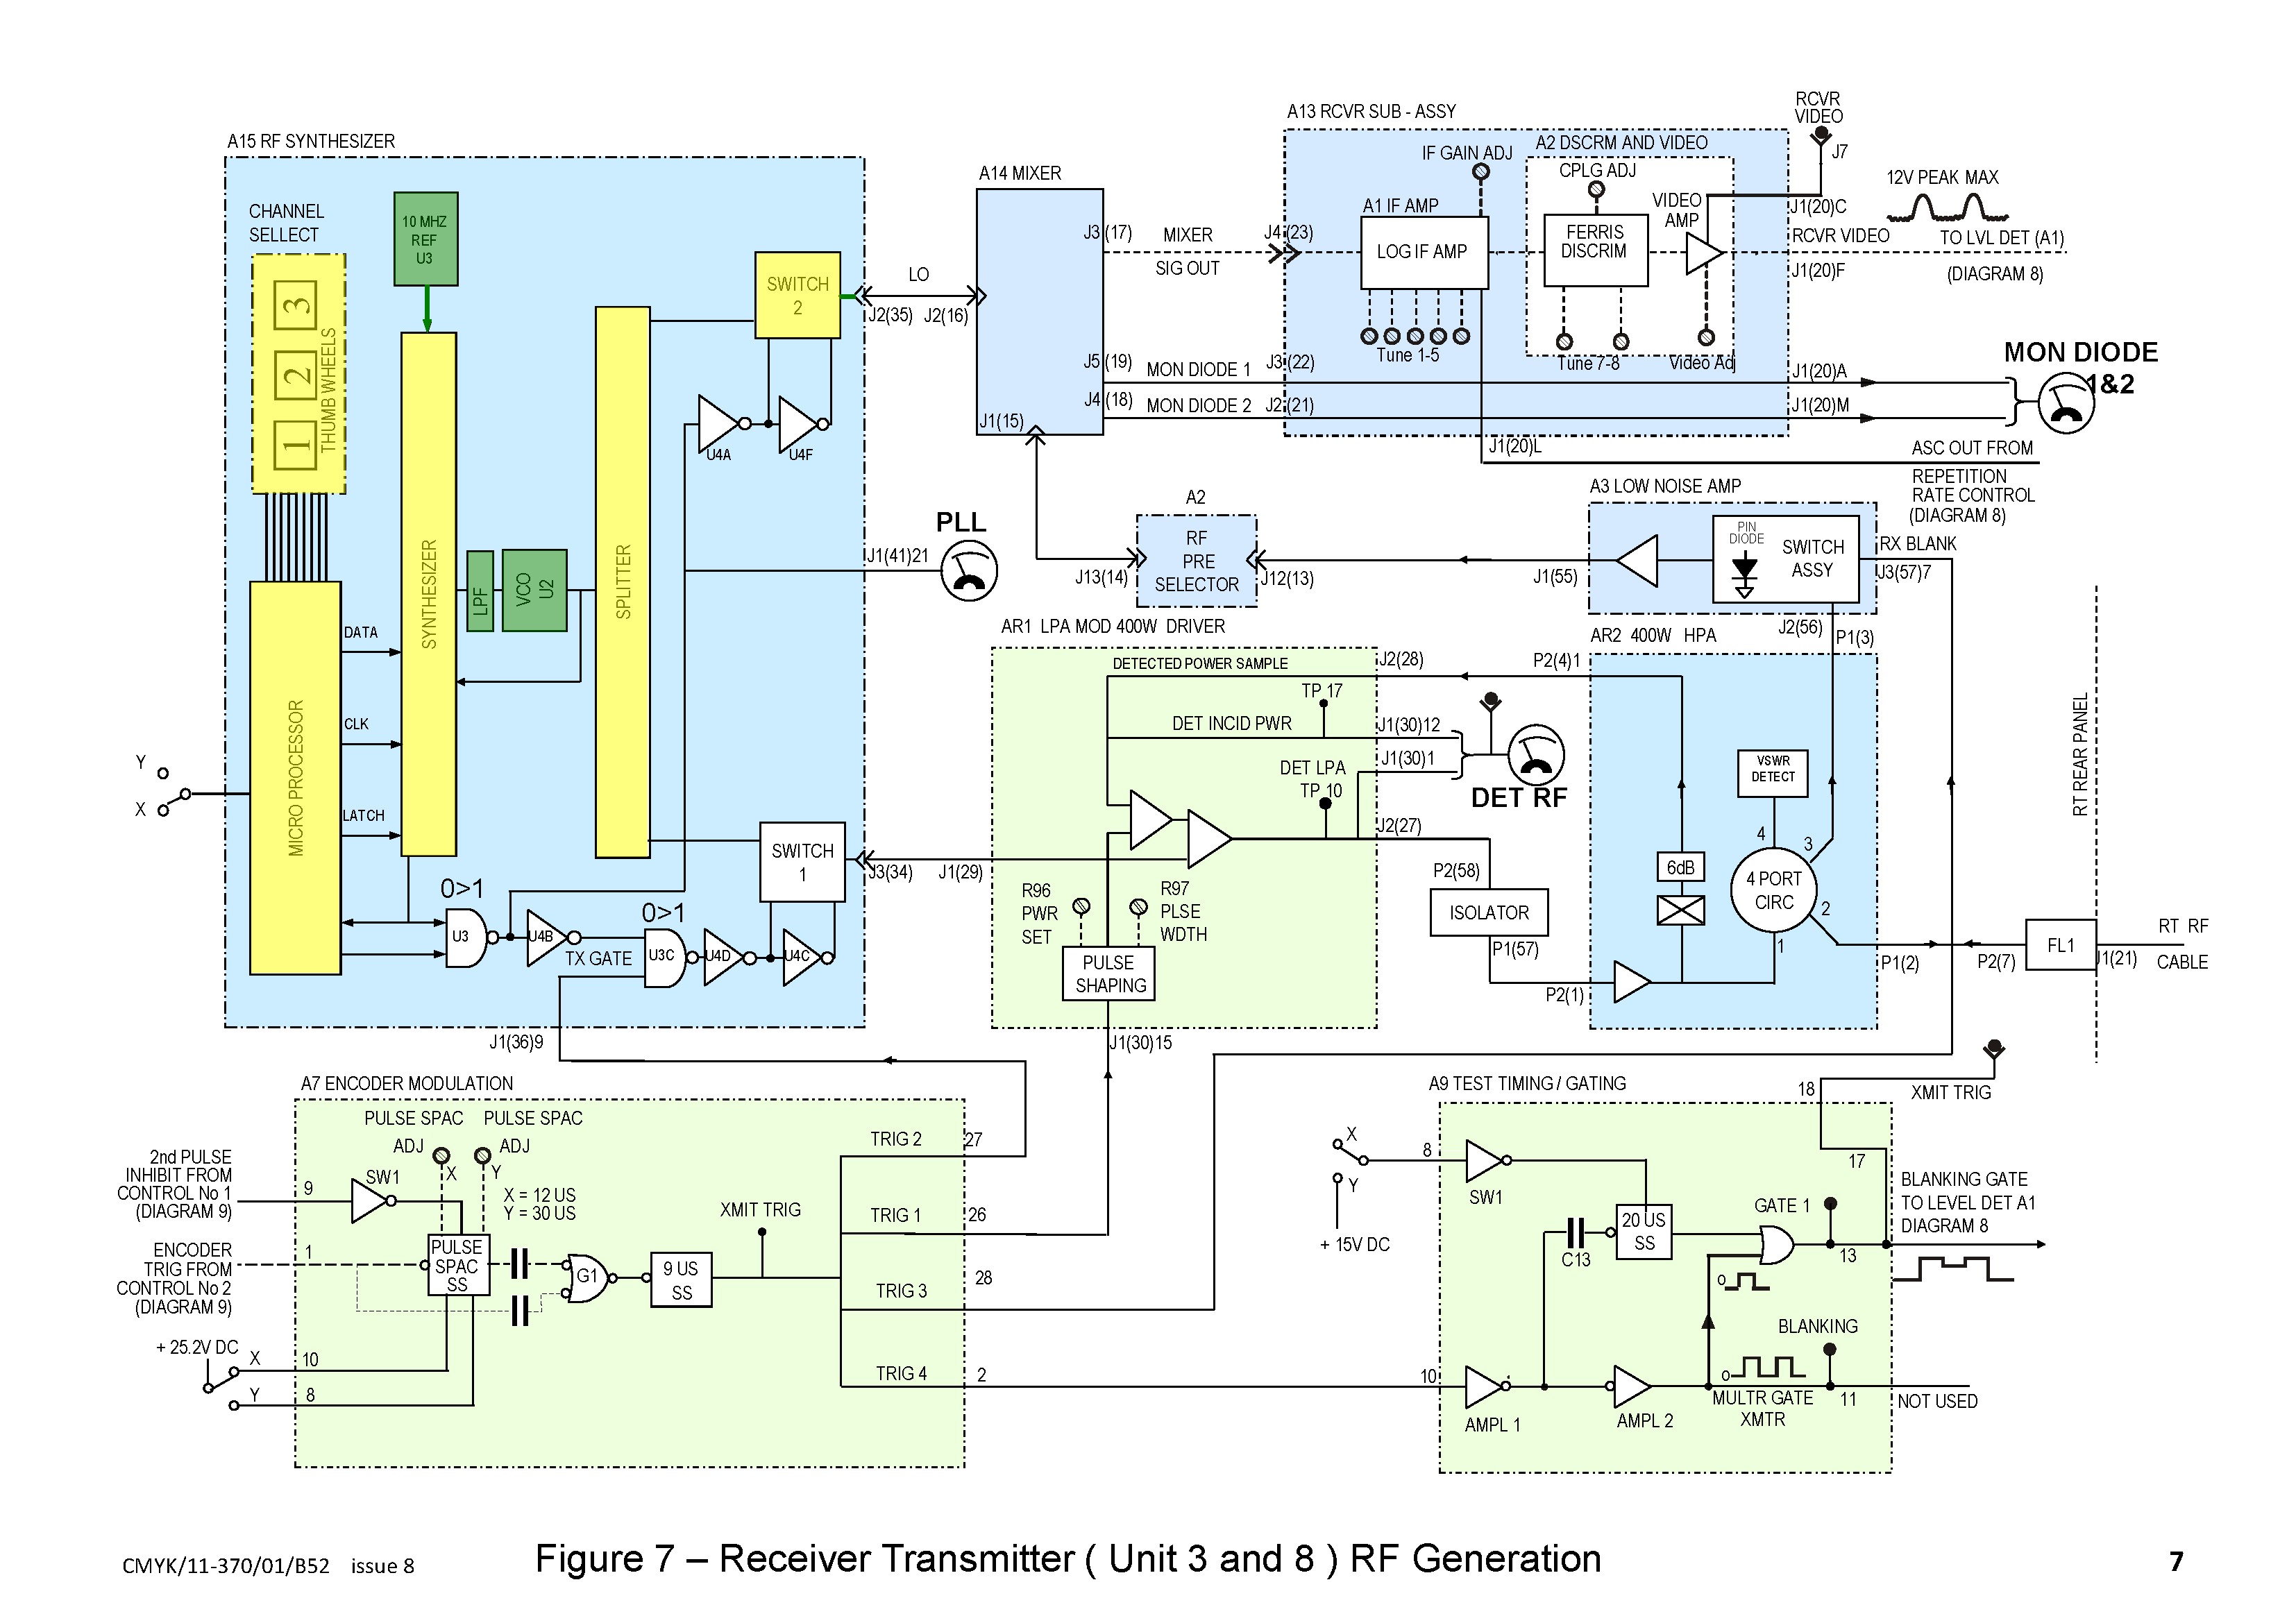 A15 RF SYNTHESIZER
CHANNEL
SELLECT
10 MHZ
REF
U3
3
2
1
THUMB WHEELS
SYNTHESIZER
LPF
VCO
U2
SPLITTER
SWITCH
2
U4A
U4F
LO
J2(35)
J2(16)
PLL
J1(41)21
MICRO PROCESSOR
DATA
CLK
LATCH
Y
X
0>1
U3
U4B
TX GATE
0>1
U3C
U4D
U4C
SWITCH
1
J3(34)
J1(29)
J1(36)9
A14 MIXER
J3 (17)
J5 (19)
J4 (18)
J1(15)
MIXER
SIG OUT
MON DIODE 1
MON DIODE 2
J4 (23)
J3 (22)
J2 (21)
A13 RCVR SUB - ASSY
IF GAIN ADJ
A1 IF AMP
LOG IF AMP
Tune 1-5
A2 DSCRM AND VIDEO
CPLG ADJ
FERRIS
DISCRIM
VIDEO
AMP
Tune 7-8
Video Adj
RCVR
VIDEO
J7
J1(20)C
RCVR VIDEO
J1(20)F
12V PEAK MAX
TO LVL DET (A1)
(DIAGRAM 8)
J1(20)A
J1(20)M
MON DIODE
1&2
J1(20)L
ASC OUT FROM
REPETITION
RATE CONTROL
(DIAGRAM 8)
A2
RF
PRE
SELECTOR
J13(14)
J12(13)
A3 LOW NOISE AMP
PIN
DIODE
SWITCH
ASSY
J1(55)
RX BLANK
J3(57)7
J2(56)
P1(3)
AR1 LPA MOD 400W DRIVER
DETECTED POWER SAMPLE
J2(28)
TP 17
DET INCID PWR
J1(30)12
DET LPA
TP 10
J1(30)1
DET RF
J2(27)
R96
PWR
SET
R97
PLSE
WDTH
PULSE
SHAPING
J1(30)15
P2(58)
ISOLATOR
P1(57)
P2(1)
P2(4)1
AR2 400W HPA
VSWR
DETECT
4
3
2
1
4 PORT
CIRC
6dB
P1(2)
P2(7)
FL1
J1(21)
RT RF
CABLE
RT REAR PANEL
A7 ENCODER MODULATION
PULSE SPAC
ADJ
PULSE SPAC
ADJ
X
Y
X = 12 US
Y = 30 US
SW1
2nd PULSE
INHIBIT FROM
CONTROL No 1
(DIAGRAM 9)
9
ENCODER
TRIG FROM
CONTROL No 2
(DIAGRAM 9)
1
+ 25.2V DC
X
10
Y
8
PULSE
SPAC
SS
G1
9 US
SS
XMIT TRIG
TRIG 2
27
TRIG 1
26
TRIG 3
28
TRIG 4
2
A9 TEST TIMING / GATING
X
Y
+ 15V DC
8
SW1
C13
20 US
SS
GATE 1
18
17
XMIT TRIG
13
BLANKING GATE
TO LEVEL DET A1
DIAGRAM 8
0
BLANKING
0
MULTR GATE
XMTR
11
NOT USED
10
AMPL 1
AMPL 2
CMYK/11-370/01/B52 issue 8
Figure 7 – Receiver Transmitter ( Unit 3 and 8 ) RF Generation
7